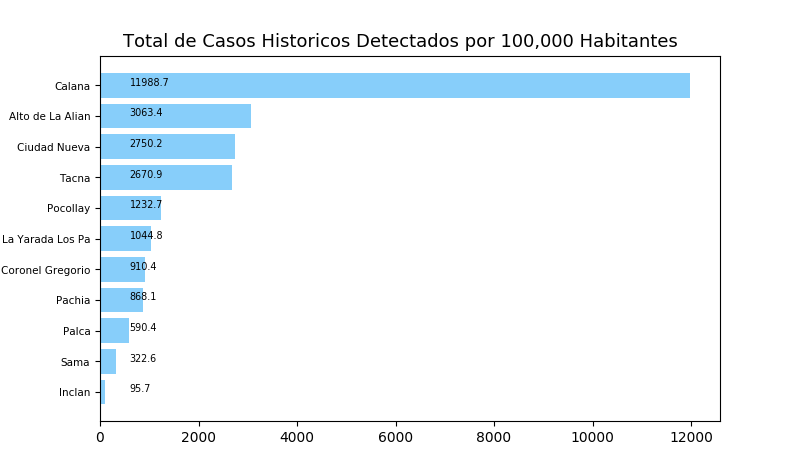 Total de Casos Historicos Detectados por 100,000 Habitantes
Calana 11988.7
Alto de La Alian 3063.4
Ciudad Nueva 2750.2
Tacna 2670.9
Pocollay 1232.7
La Yarada Los Pa 1044.8
Coronel Gregorio 910.4
Pachia 868.1
Palca 590.4
Sama 322.6
Inclan 95.7
0 2000 4000 6000 8000 10000 12000